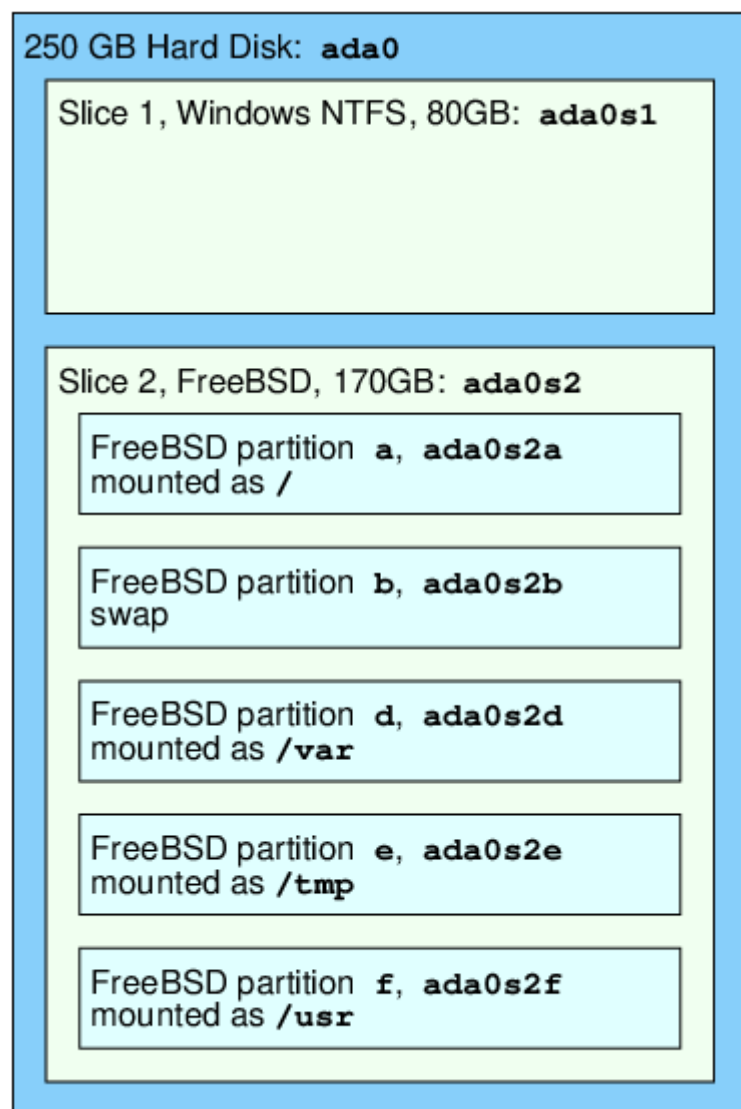 250 GB Hard Disk: ada0
Slice 1, Windows NTFS, 80GB: ada0s1
Slice 2, FreeBSD, 170GB: ada0s2
FreeBSD partition a, ada0s2a
mounted as /
FreeBSD partition b, ada0s2b
swap
FreeBSD partition d, ada0s2d
mounted as /var
FreeBSD partition e, ada0s2e
mounted as /tmp
FreeBSD partition f, ada0s2f
mounted as /usr